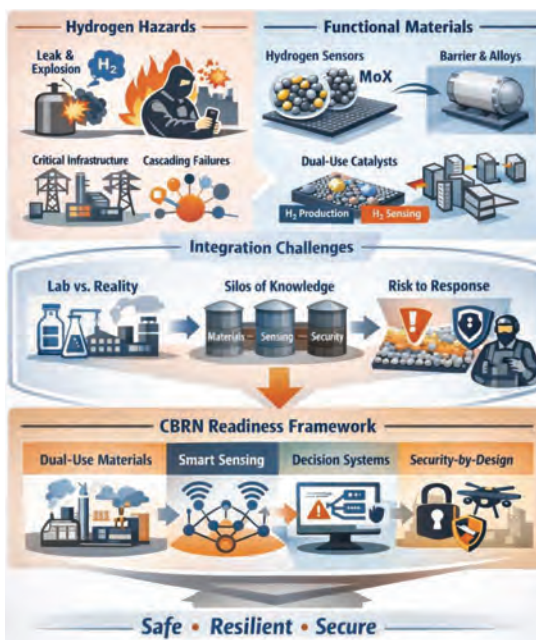 Hydrogen Hazards
Leak &
Explosion
H₂
Critical Infrastructure
Cascading Failures
Functional Materials
Hydrogen Sensors
MoX
Barrier & Alloys
Dual-Use Catalysts
H₂ Production
H₂ Sensing
Integration Challenges
Lab vs. Reality
Silos of Knowledge
Risk to Response
Materials
Sensing
Security
CBRN Readiness Framework
Dual-Use Materials
Smart Sensing
Decision Systems
Security-by-Design
Safe • Resilient • Secure